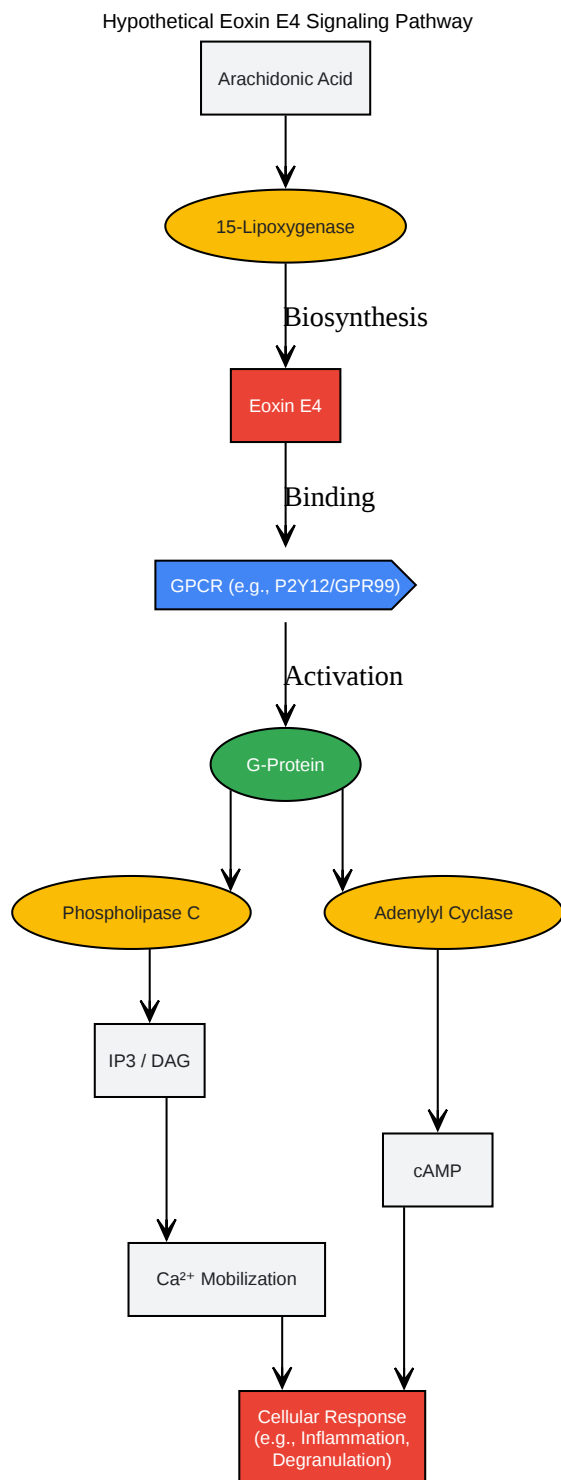 Hypothetical Eoxin E4 Signaling Pathway
Arachidonic Acid
15-Lipoxygenase
Biosynthesis
Eoxin E4
Binding
GPCR (e.g., P2Y12/GPR99)
Activation
G-Protein
Phospholipase C
Adenylyl Cyclase
IP3 / DAG
cAMP
Ca²⁺ Mobilization
Cellular Response
(e.g., Inflammation,
Degranulation)